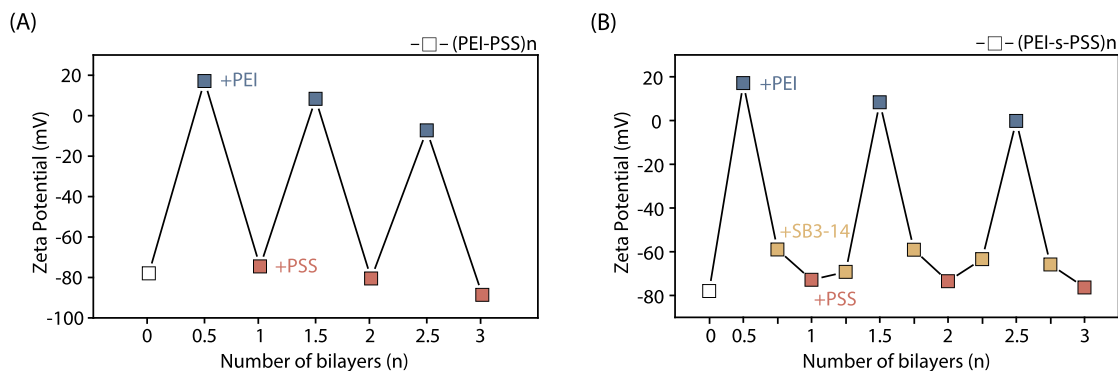 (A)
(PEI-PSS)n
20
0
-20
-40
-60
-80
-100
Zeta Potential (mV)
+PEI
+PSS
0
0.5
1
1.5
2
2.5
3
Number of bilayers (n)
(B)
(PEI-s-PSS)n
20
0
-20
-40
-60
-80
Zeta Potential (mV)
+PEI
+SB3-14
+PSS
0
0.5
1
1.5
2
2.5
3
Number of bilayers (n)